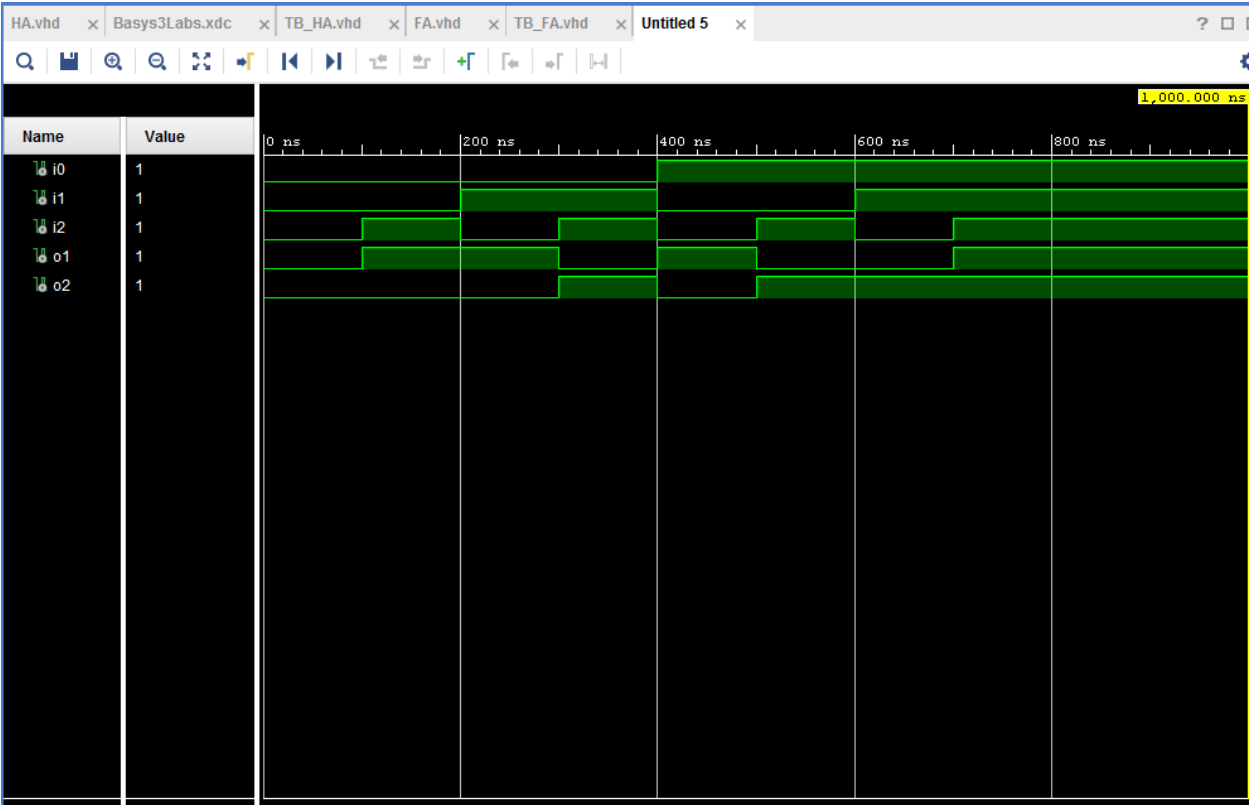 HA.vhd × Basys3Labs.xdc × TB_HA.vhd × FA.vhd × TB_FA.vhd × Untitled 5 × ?
1,000.000 ns
Name Value 0 ns 200 ns 400 ns 600 ns 800 ns
i0 1
i1 1
i2 1
o1 1
o2 1